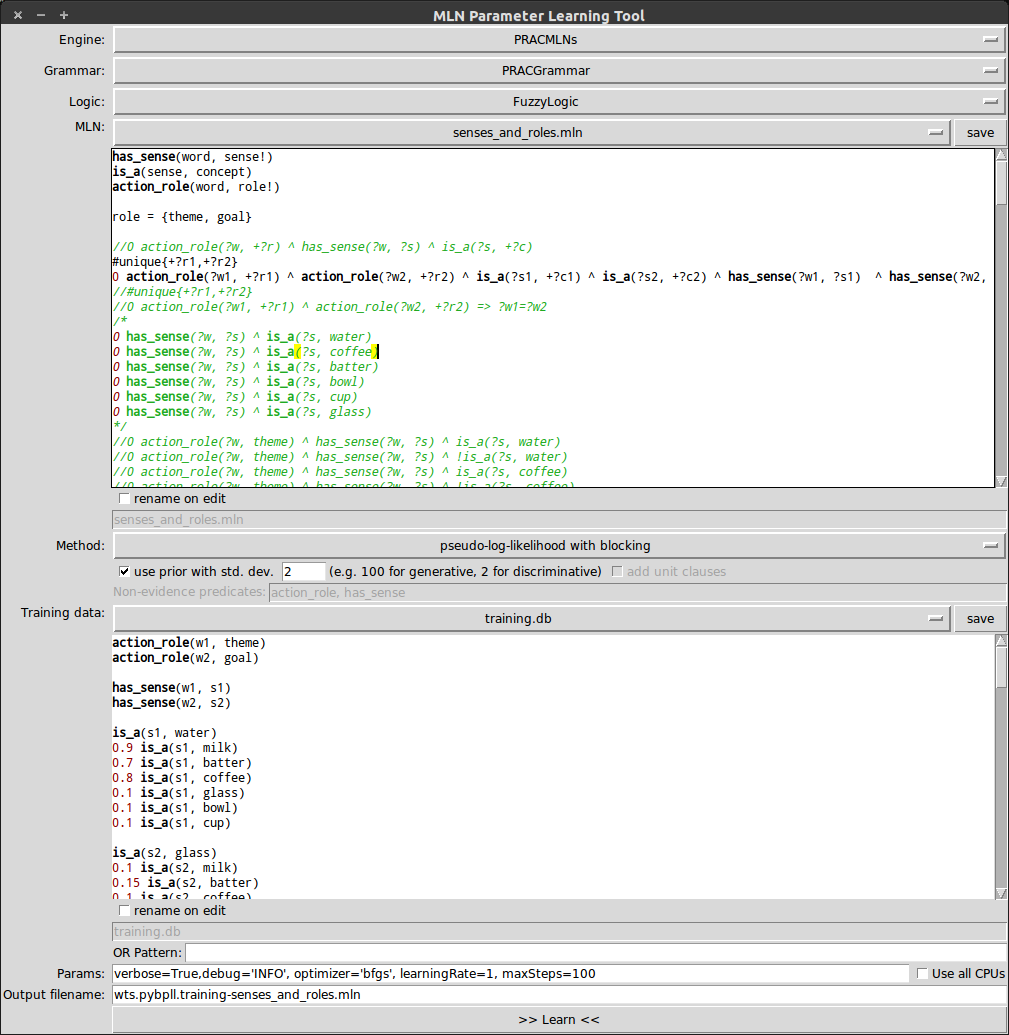 MLN Parameter Learning Tool
Engine: PRACMLNs
Grammar: PRACGrammar
Logic: FuzzyLogic
MLN: senses_and_roles.mln save
has_sense(word, sense!)
is_a(sense, concept)
action_role(word, role!)
role = {theme, goal}
//0 action_role(?w, +?r) ^ has_sense(?w, ?s) ^ is_a(?s, +?c)
#unique{+?r1,+?r2}
0 action_role(?w1, +?r1) ^ action_role(?w2, +?r2) ^ is_a(?s1, +?c1) ^ is_a(?s2, +?c2) ^ has_sense(?w1, ?s1)  ^ has_sense(?w2,
//#unique{+?r1,+?r2}
//0 action_role(?w1, +?r1) ^ action_role(?w2, +?r2) => ?w1=?w2
/*
0 has_sense(?w, ?s) ^ is_a(?s, water)
0 has_sense(?w, ?s) ^ is_a(?s, coffee)
0 has_sense(?w, ?s) ^ is_a(?s, batter)
0 has_sense(?w, ?s) ^ is_a(?s, bowl)
0 has_sense(?w, ?s) ^ is_a(?s, cup)
0 has_sense(?w, ?s) ^ is_a(?s, glass)
*/
//0 action_role(?w, theme) ^ has_sense(?w, ?s) ^ is_a(?s, water)
//0 action_role(?w, theme) ^ has_sense(?w, ?s) ^ !is_a(?s, water)
//0 action_role(?w, theme) ^ has_sense(?w, ?s) ^ is_a(?s, coffee)
//0 action_role(?w, theme) ^ has_sense(?w, ?s) ^ !is_a(?s, coffee)
rename on edit
senses_and_roles.mln
Method: pseudo-log-likelihood with blocking
use prior with std. dev. 2 (e.g. 100 for generative, 2 for discriminative) add unit clauses
Non-evidence predicates: action_role, has_sense
Training data: training.db save
action_role(w1, theme)
action_role(w2, goal)
has_sense(w1, s1)
has_sense(w2, s2)
is_a(s1, water)
0.9 is_a(s1, milk)
0.7 is_a(s1, batter)
0.8 is_a(s1, coffee)
0.1 is_a(s1, glass)
0.1 is_a(s1, bowl)
0.1 is_a(s1, cup)
is_a(s2, glass)
0.1 is_a(s2, milk)
0.15 is_a(s2, batter)
0.1 is_a(s2, coffee)
rename on edit
training.db
OR Pattern:
Params: verbose=True,debug='INFO', optimizer='bfgs', learningRate=1, maxSteps=100 Use all CPUs
Output filename: wts.pybpll.training-senses_and_roles.mln
>> Learn <<